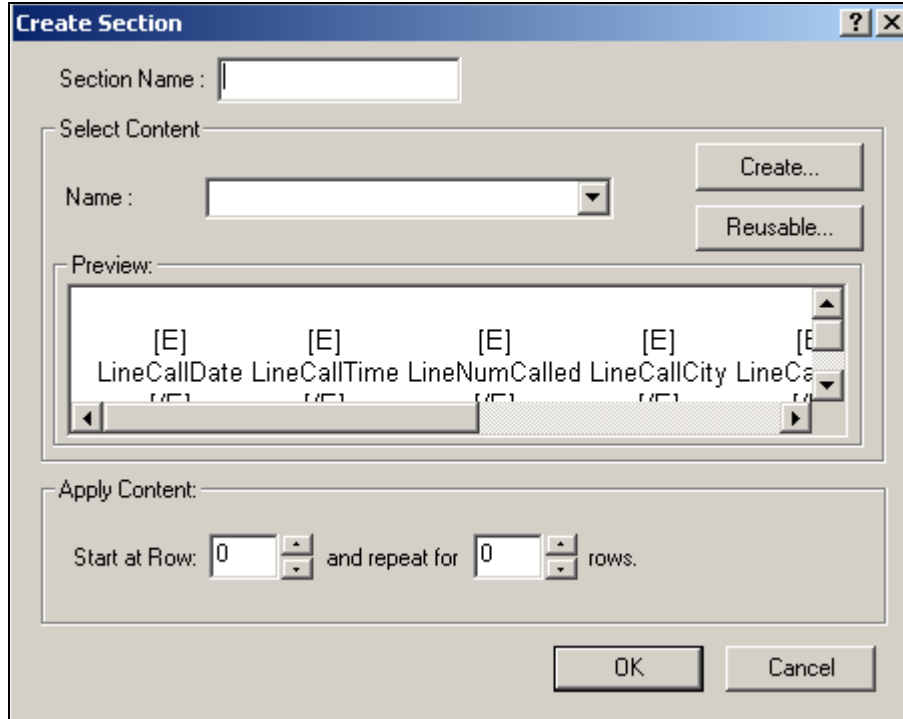 Create Section
Section Name :
Select Content
Name :
Create...
Reusable...
Preview:
[E] [E] [E] [E]
LineCallDate LineCallTime LineNumCalled LineCallCity
Apply Content:
Start at Row: 0 and repeat for 0 rows.
OK Cancel